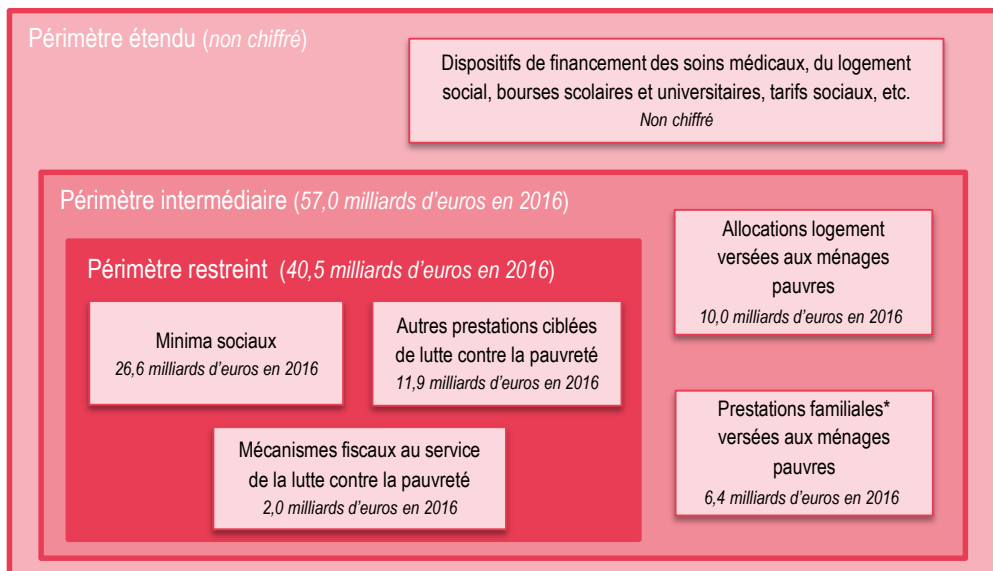 Périmètre étendu (non chiffré)
Dispositifs de financement des soins médicaux, du logement
social, bourses scolaires et universitaires, tarifs sociaux, etc.
Non chiffré
Périmètre intermédiaire (57,0 milliards d'euros en 2016)
Périmètre restreint (40,5 milliards d'euros en 2016)
Minima sociaux
26,6 milliards d'euros en 2016
Autres prestations ciblées
de lutte contre la pauvreté
11,9 milliards d'euros en 2016
Mécanismes fiscaux au service
de la lutte contre la pauvreté
2,0 milliards d'euros en 2016
Allocations logement
versées aux ménages
pauvres
10,0 milliards d'euros en 2016
Prestations familiales*
versées aux ménages
pauvres
6,4 milliards d'euros en 2016